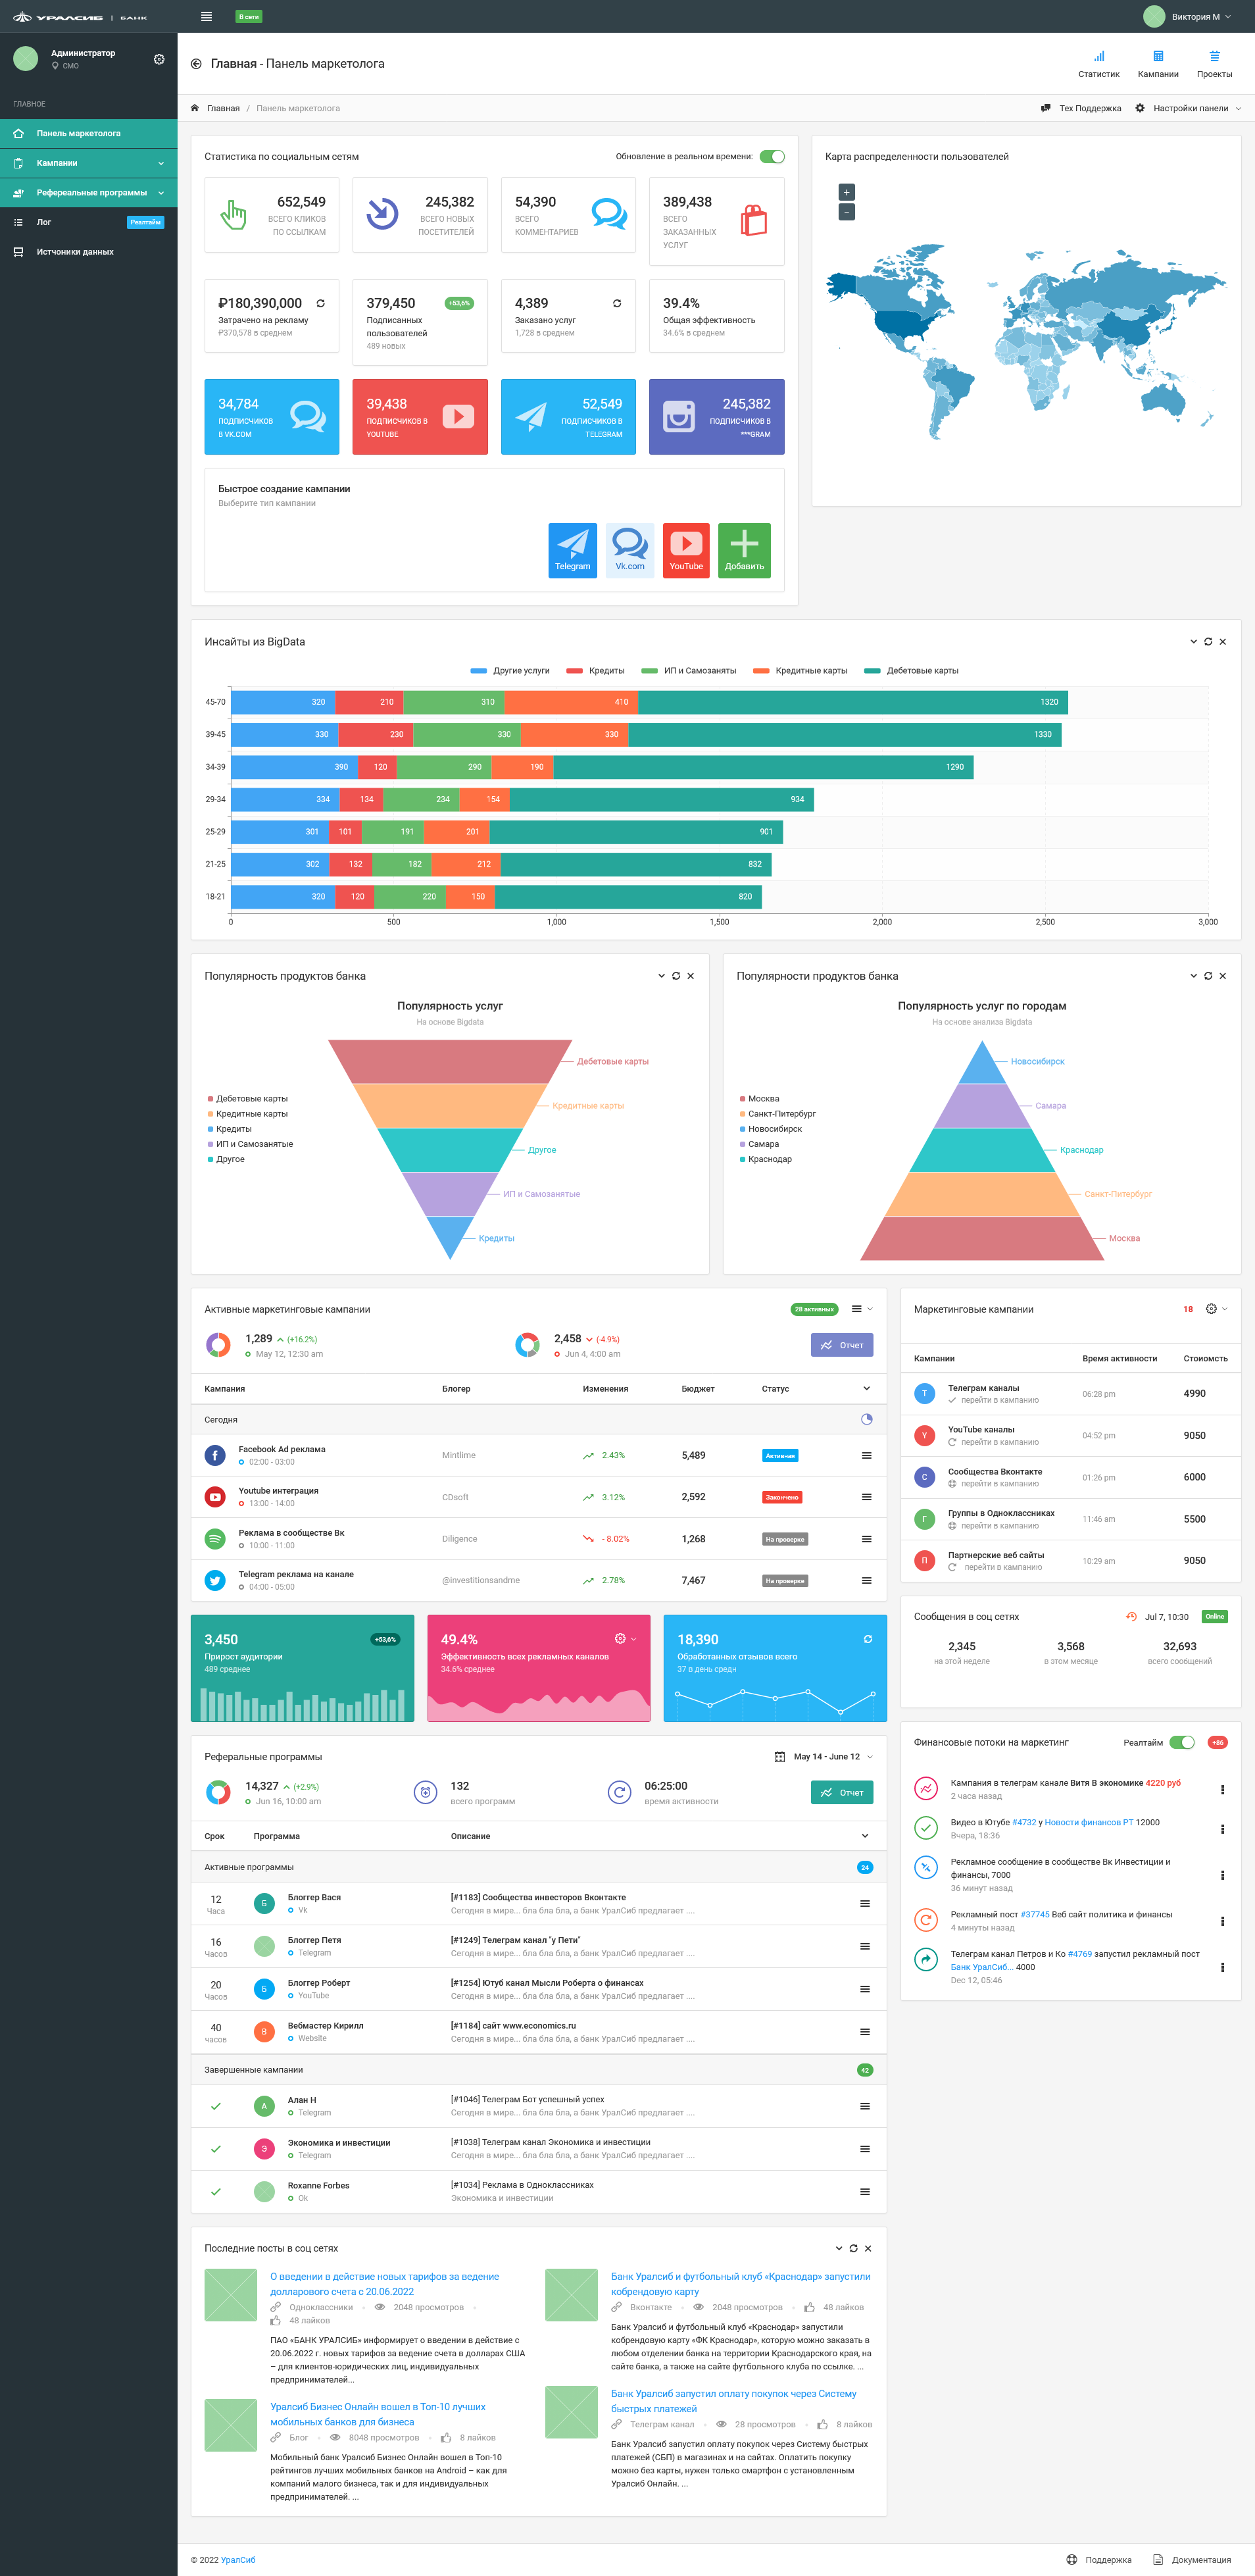 УРАЛСИБ | БАНК
В сети
Виктория М
Администратор
CMO
ГЛАВНОЕ
Панель маркетолога
Кампании
Рефереальные программы
Лог
Реалтайм
Истчоники данных
Главная - Панель маркетолога
Статистик
Кампании
Проекты
Главная / Панель маркетолога
Тех Поддержка
Настройки панели
Статистика по социальным сетям
Обновление в реальном времени:
652,549
ВСЕГО КЛИКОВ
ПО ССЫЛКАМ
245,382
ВСЕГО НОВЫХ
ПОСЕТИТЕЛЕЙ
54,390
ВСЕГО
КОММЕНТАРИЕВ
389,438
ВСЕГО
ЗАКАЗАННЫХ
УСЛУГ
₽180,390,000
Затрачено на рекламу
₽370,578 в среднем
379,450
+53,6%
Подписанных
пользователей
489 новых
4,389
Заказано услуг
1,728 в среднем
39.4%
Общая эффективность
34.6% в среднем
34,784
ПОДПИСЧИКОВ
В VK.COM
39,438
ПОДПИСЧИКОВ В
YOUTUBE
52,549
ПОДПИСЧИКОВ В
TELEGRAM
245,382
ПОДПИСЧИКОВ В
***GRAM
Быстрое создание кампании
Выберите тип кампании
Telegram
Vk.com
YouTube
Добавить
Карта распределенности пользователей
+
−
Инсайты из BigData
Другие услуги
Кредиты
ИП и Самозаняты
Кредитные карты
Дебетовые карты
45-70 320 210 310 410 1320
39-45 330 230 330 330 1330
34-39 390 120 290 190 1290
29-34 334 134 234 154 934
25-29 301 101 191 201 901
21-25 302 132 182 212 832
18-21 320 120 220 150 820
0 500 1,000 1,500 2,000 2,500 3,000
Популярность продуктов банка
Популярность услуг
На основе Bigdata
Дебетовые карты
Кредитные карты
Кредиты
ИП и Самозанятые
Другое
Дебетовые карты
Кредитные карты
Другое
ИП и Самозанятые
Кредиты
Популярности продуктов банка
Популярность услуг по городам
На основе анализа Bigdata
Москва
Санкт-Питербург
Новосибирск
Самара
Краснодар
Новосибирск
Самара
Краснодар
Санкт-Питербург
Москва
Активные маркетинговые кампании
28 активных
1,289 (+16.2%)
May 12, 12:30 am
2,458 (-4.9%)
Jun 4, 4:00 am
Отчет
Кампания Блогер Изменения Бюджет Статус
Сегодня
Facebook Ad реклама
02:00 - 03:00
Mintlime 2.43% 5,489 Активная
Youtube интеграция
13:00 - 14:00
CDsoft 3.12% 2,592 Закончено
Реклама в сообществе Вк
10:00 - 11:00
Diligence - 8.02% 1,268 На проверке
Telegram реклама на канале
04:00 - 05:00
@investitionsandme 2.78% 7,467 На проверке
Маркетинговые кампании
18
Кампании Время активности Стоиомсть
Т
Телеграм каналы
перейти в кампанию
06:28 pm 4990
Y
YouTube каналы
перейти в кампанию
04:52 pm 9050
С
Сообщества Вконтакте
перейти в кампанию
01:26 pm 6000
Г
Группы в Одноклассниках
перейти в кампанию
11:46 am 5500
П
Партнерские веб сайты
перейти в кампанию
10:29 am 9050
3,450
+53,6%
Прирост аудитории
489 среднее
49.4%
Эффективность всех рекламных каналов
34.6% среднее
18,390
Обработанных отзывов всего
37 в день средн
Сообщения в соц сетях
Jul 7, 10:30
Online
2,345
на этой неделе
3,568
в этом месяце
32,693
всего сообщений
Реферальные программы
May 14 - June 12
14,327 (+2.9%)
Jun 16, 10:00 am
132
всего программ
06:25:00
время активности
Отчет
Срок Программа Описание
Активные программы
24
12
Часа
Б
Блоггер Вася
Vk
[#1183] Сообщества инвесторов Вконтакте
Сегодня в мире... бла бла бла, а банк УралСиб предлагает ....
16
Часов
Блоггер Петя
Telegram
[#1249] Телеграм канал "у Пети"
Сегодня в мире... бла бла бла, а банк УралСиб предлагает ....
20
Часов
Б
Блоггер Роберт
YouTube
[#1254] Ютуб канал Мысли Роберта о финансах
Сегодня в мире... бла бла бла, а банк УралСиб предлагает ....
40
часов
В
Вебмастер Кирилл
Website
[#1184] сайт www.economics.ru
Сегодня в мире... бла бла бла, а банк УралСиб предлагает ....
Завершенные кампании
42
А
Алан Н
Telegram
[#1046] Телеграм Бот успешный успех
Сегодня в мире... бла бла бла, а банк УралСиб предлагает ....
Э
Экономика и инвестиции
Telegram
[#1038] Телеграм канал Экономика и инвестиции
Сегодня в мире... бла бла бла, а банк УралСиб предлагает ....
Roxanne Forbes
Ok
[#1034] Реклама в Одноклассниках
Экономика и инвестиции
Финансовые потоки на маркетинг
Реалтайм
+86
Кампания в телеграм канале Витя В экономике 4220 руб
2 часа назад
Видео в Ютубе #4732 у Новости финансов РТ 12000
Вчера, 18:36
Рекламное сообщение в сообществе Вк Инвестиции и
финансы, 7000
36 минут назад
Рекламный пост #37745 Веб сайт политика и финансы
4 минуты назад
Телеграм канал Петров и Ко #4769 запустил рекламный пост
Банк УралСиб... 4000
Dec 12, 05:46
Последние посты в соц сетях
О введении в действие новых тарифов за ведение
долларового счета с 20.06.2022
Одноклассники
2048 просмотров
48 лайков
ПАО «БАНК УРАЛСИБ» информирует о введении в действие с
20.06.2022 г. новых тарифов за ведение счета в долларах США
– для клиентов-юридических лиц, индивидуальных
предпринимателей...
Уралсиб Бизнес Онлайн вошел в Топ-10 лучших
мобильных банков для бизнеса
Блог
8048 просмотров
8 лайков
Мобильный банк Уралсиб Бизнес Онлайн вошел в Топ-10
рейтингов лучших мобильных банков на Android – как для
компаний малого бизнеса, так и для индивидуальных
предпринимателей. ...
Банк Уралсиб и футбольный клуб «Краснодар» запустили
кобрендовую карту
Вконтакте
2048 просмотров
48 лайков
Банк Уралсиб и футбольный клуб «Краснодар» запустили
кобрендовую карту «ФК Краснодар», которую можно заказать в
любом отделении банка на территории Краснодарского края, на
сайте банка, а также на сайте футбольного клуба по ссылке. ...
Банк Уралсиб запустил оплату покупок через Систему
быстрых платежей
Телеграм канал
28 просмотров
8 лайков
Банк Уралсиб запустил оплату покупок через Систему быстрых
платежей (СБП) в магазинах и на сайтах. Оплатить покупку
можно без карты, нужен только смартфон с установленным
Уралсиб Онлайн. ...
© 2022 УралСиб
Поддержка
Документация